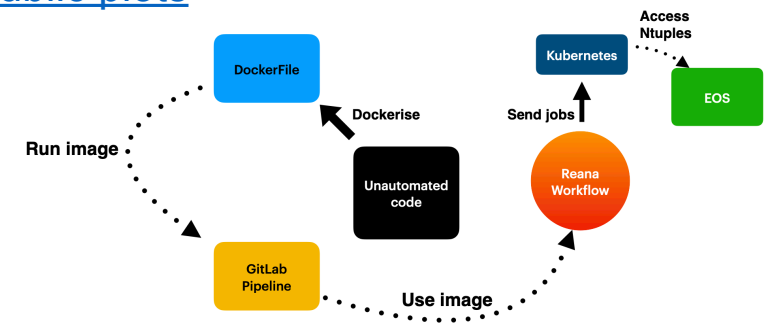 Access
Ntuples
DockerFile
Kubernetes
EOS
Dockerise
Send jobs
Run image
Unautomated
code
Reana
Workflow
GitLab
Pipeline
Use image